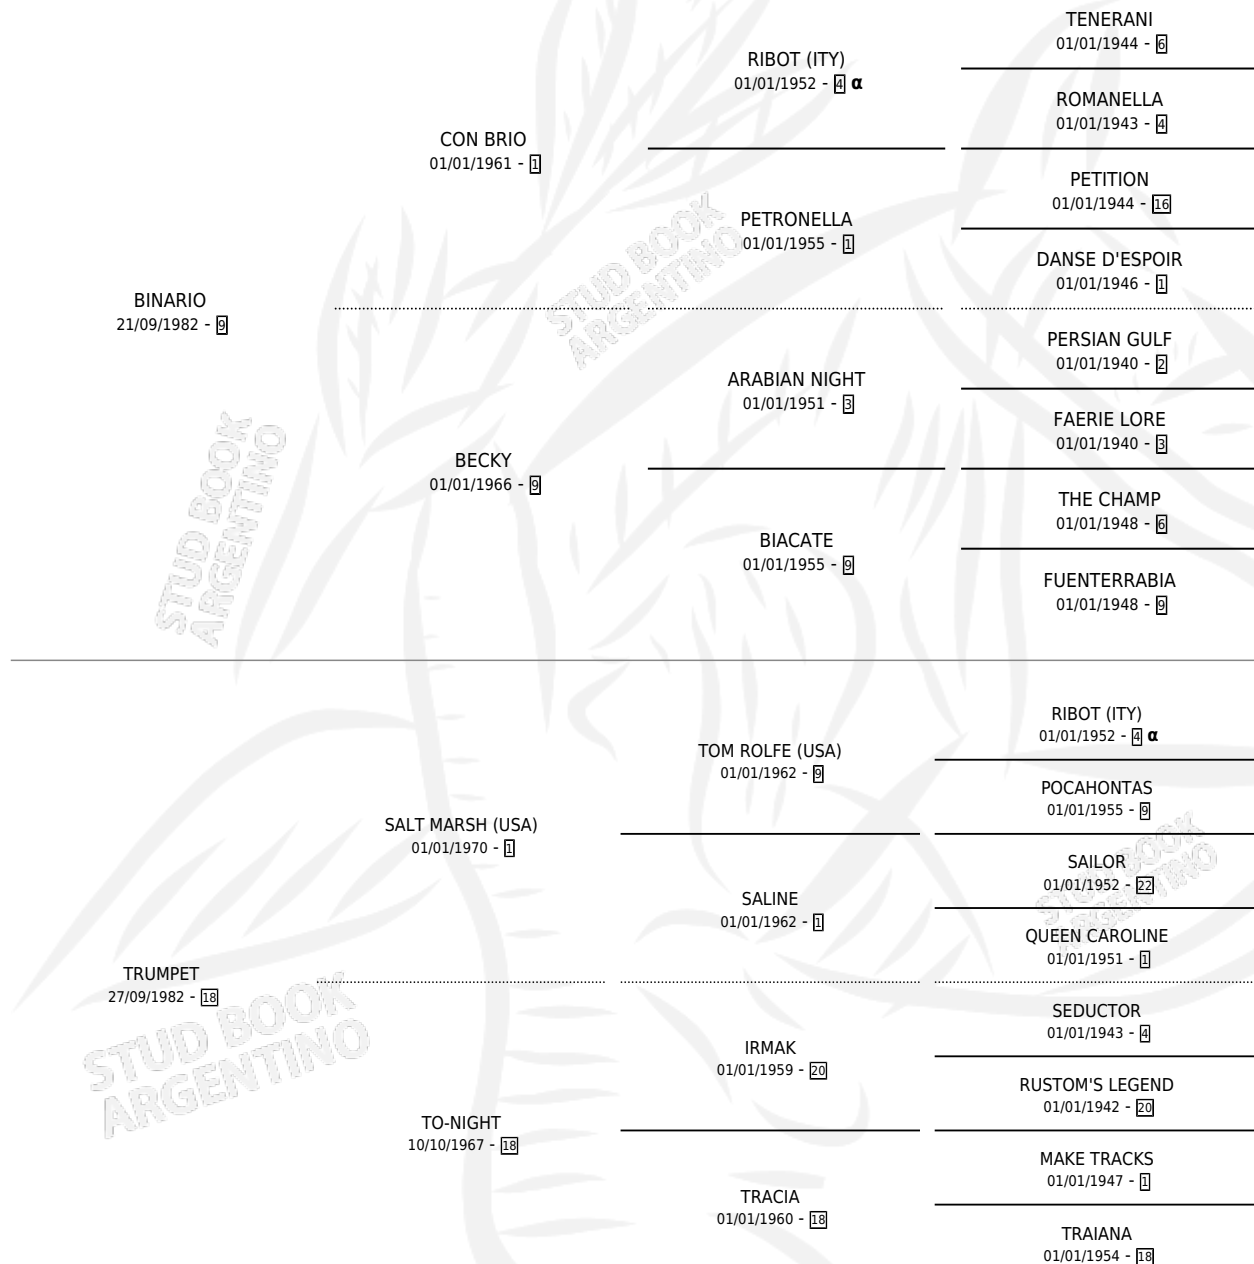 TENERANI
01/01/1944 - 6
RIBOT (ITY)
01/01/1952 - 4 α
ROMANELLA
01/01/1943 - 4
CON BRIO
01/01/1961 - 1
PETITION
01/01/1944 - 16
PETRONELLA
01/01/1955 - 1
DANSE D'ESPOIR
01/01/1946 - 1
BINARIO
21/09/1982 - 9
STUD BOOK
ARGENTINO
PERSIAN GULF
01/01/1940 - 2
ARABIAN NIGHT
01/01/1951 - 3
FAERIE LORE
01/01/1940 - 3
BECKY
01/01/1966 - 9
STUD BOOK
ARGENTINO
THE CHAMP
01/01/1948 - 6
BIACATE
01/01/1955 - 9
FUENTERRABIA
01/01/1948 - 9
RIBOT (ITY)
01/01/1952 - 4 α
TOM ROLFE (USA)
01/01/1962 - 9
POCAHONTAS
01/01/1955 - 9
SALT MARSH (USA)
01/01/1970 - 1
SAILOR
01/01/1952 - 22
STUD BOOK
ARGENTINO
SALINE
01/01/1962 - 1
QUEEN CAROLINE
01/01/1951 - 1
TRUMPET
27/09/1982 - 18
STUD BOOK
ARGENTINO
SEDUCTOR
01/01/1943 - 4
IRMAK
01/01/1959 - 20
RUSTOM'S LEGEND
01/01/1942 - 20
TO-NIGHT
10/10/1967 - 18
MAKE TRACKS
01/01/1947 - 1
TRACIA
01/01/1960 - 18
TRAIANA
01/01/1954 - 18